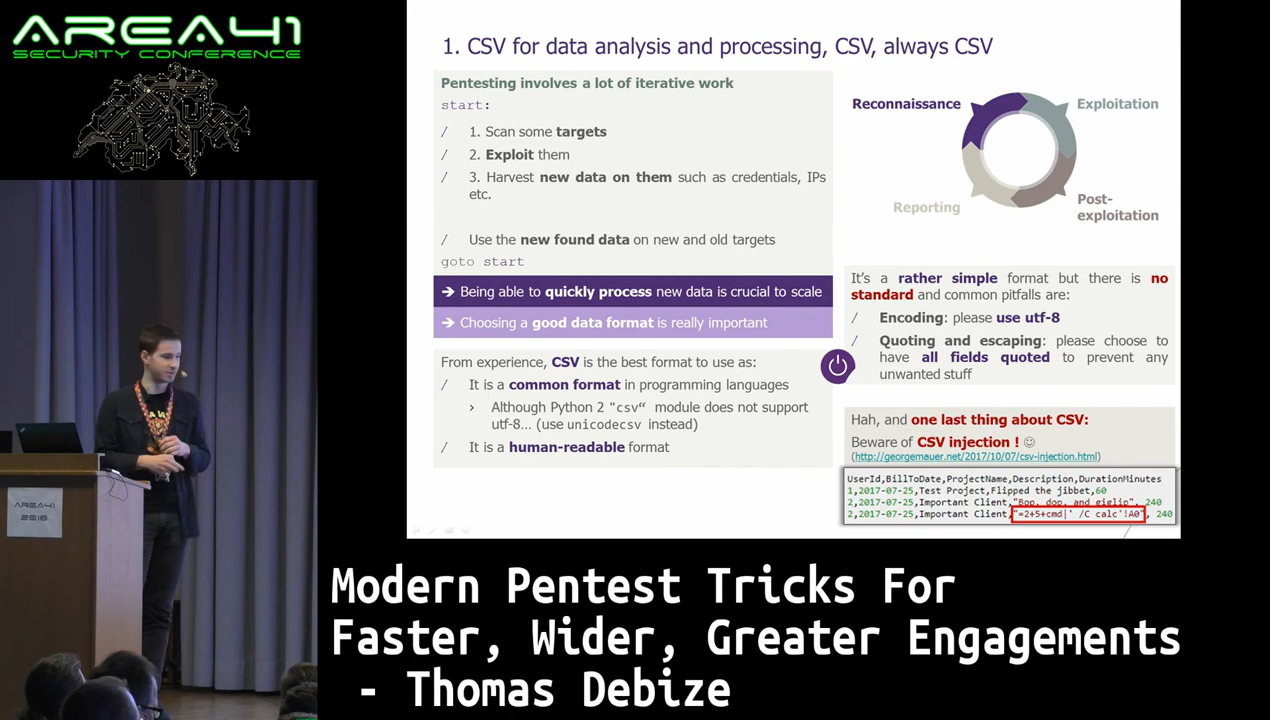 AREA41
SECURITY CONFERENCE
1. CSV for data analysis and processing, CSV, always CSV
Pentesting involves a lot of iterative work
start:
/ 1. Scan some targets
/ 2. Exploit them
/ 3. Harvest new data on them such as credentials, IPs
etc.
/ Use the new found data on new and old targets
goto start
➔ Being able to quickly process new data is crucial to scale
➔ Choosing a good data format is really important
From experience, CSV is the best format to use as:
/ It is a common format in programming languages
› Although Python 2 "csv“ module does not support
utf-8… (use unicodecsv instead)
/ It is a human-readable format
Reconnaissance
Exploitation
Reporting
Post-
exploitation
It's a rather simple format but there is no
standard and common pitfalls are:
/ Encoding: please use utf-8
/ Quoting and escaping: please choose to
have all fields quoted to prevent any
unwanted stuff
Hah, and one last thing about CSV:
Beware of CSV injection ! ☺
(http://georgemauer.net/2017/10/07/csv-injection.html)
UserId,BillToDate,ProjectName,Description,DurationMinutes
1,2017-07-25,Test Project,Flipped the jibbet,60
2,2017-07-25,Important Client,"Bop, dop, and giglip", 240
2,2017-07-25,Important Client,"=2+5+cmd|' /C calc'!A0", 240
AREA41
2018
Modern Pentest Tricks For
Faster, Wider, Greater Engagements
- Thomas Debize